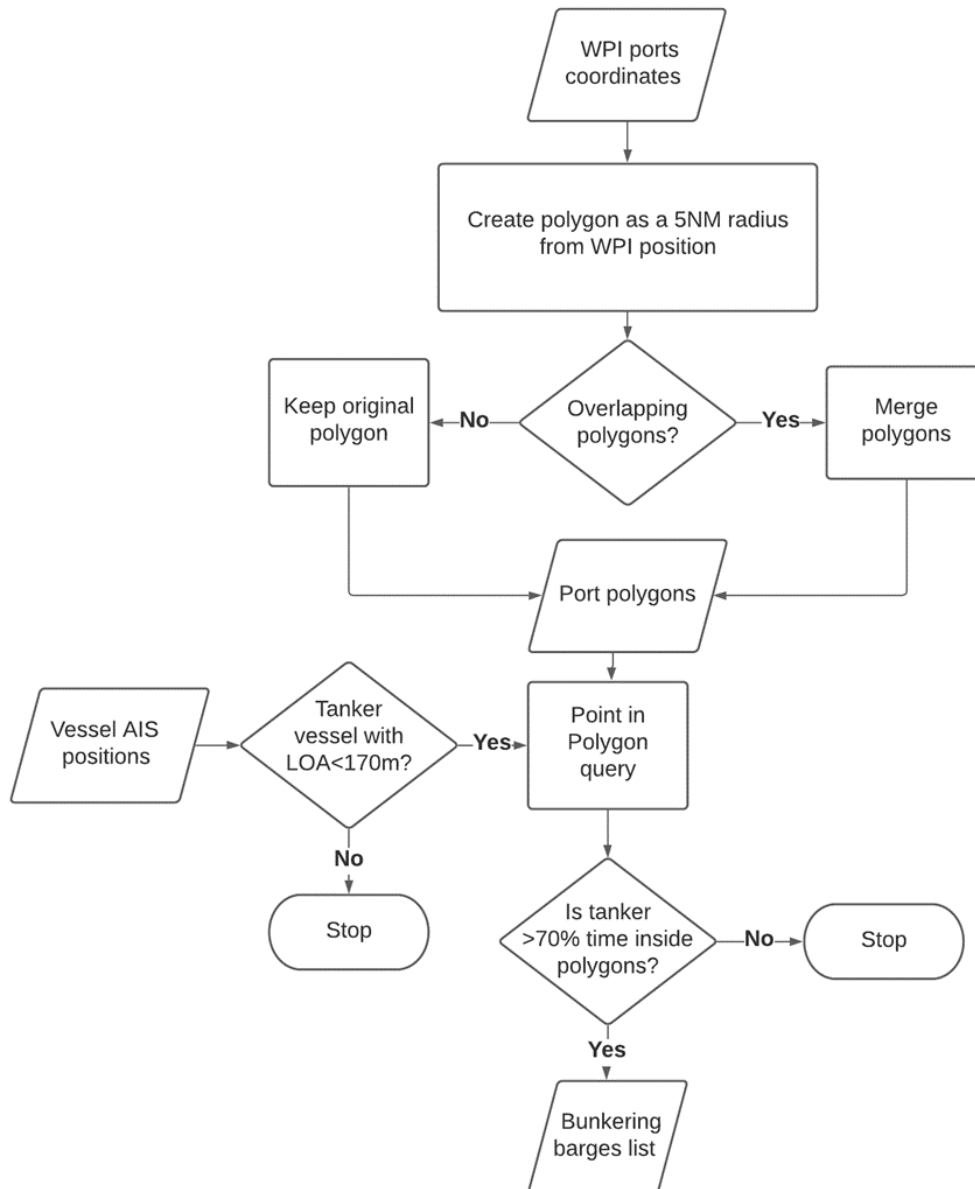 WPI ports
coordinates
Create polygon as a 5NM radius
from WPI position
Keep original
polygon
No
Overlapping
polygons?
Yes
Merge
polygons
Port polygons
Vessel AIS
positions
Tanker
vessel with
LOA<170m?
Yes
Point in
Polygon
query
No
Stop
Is tanker
>70% time inside
polygons?
No
Stop
Yes
Bunkering
barges list